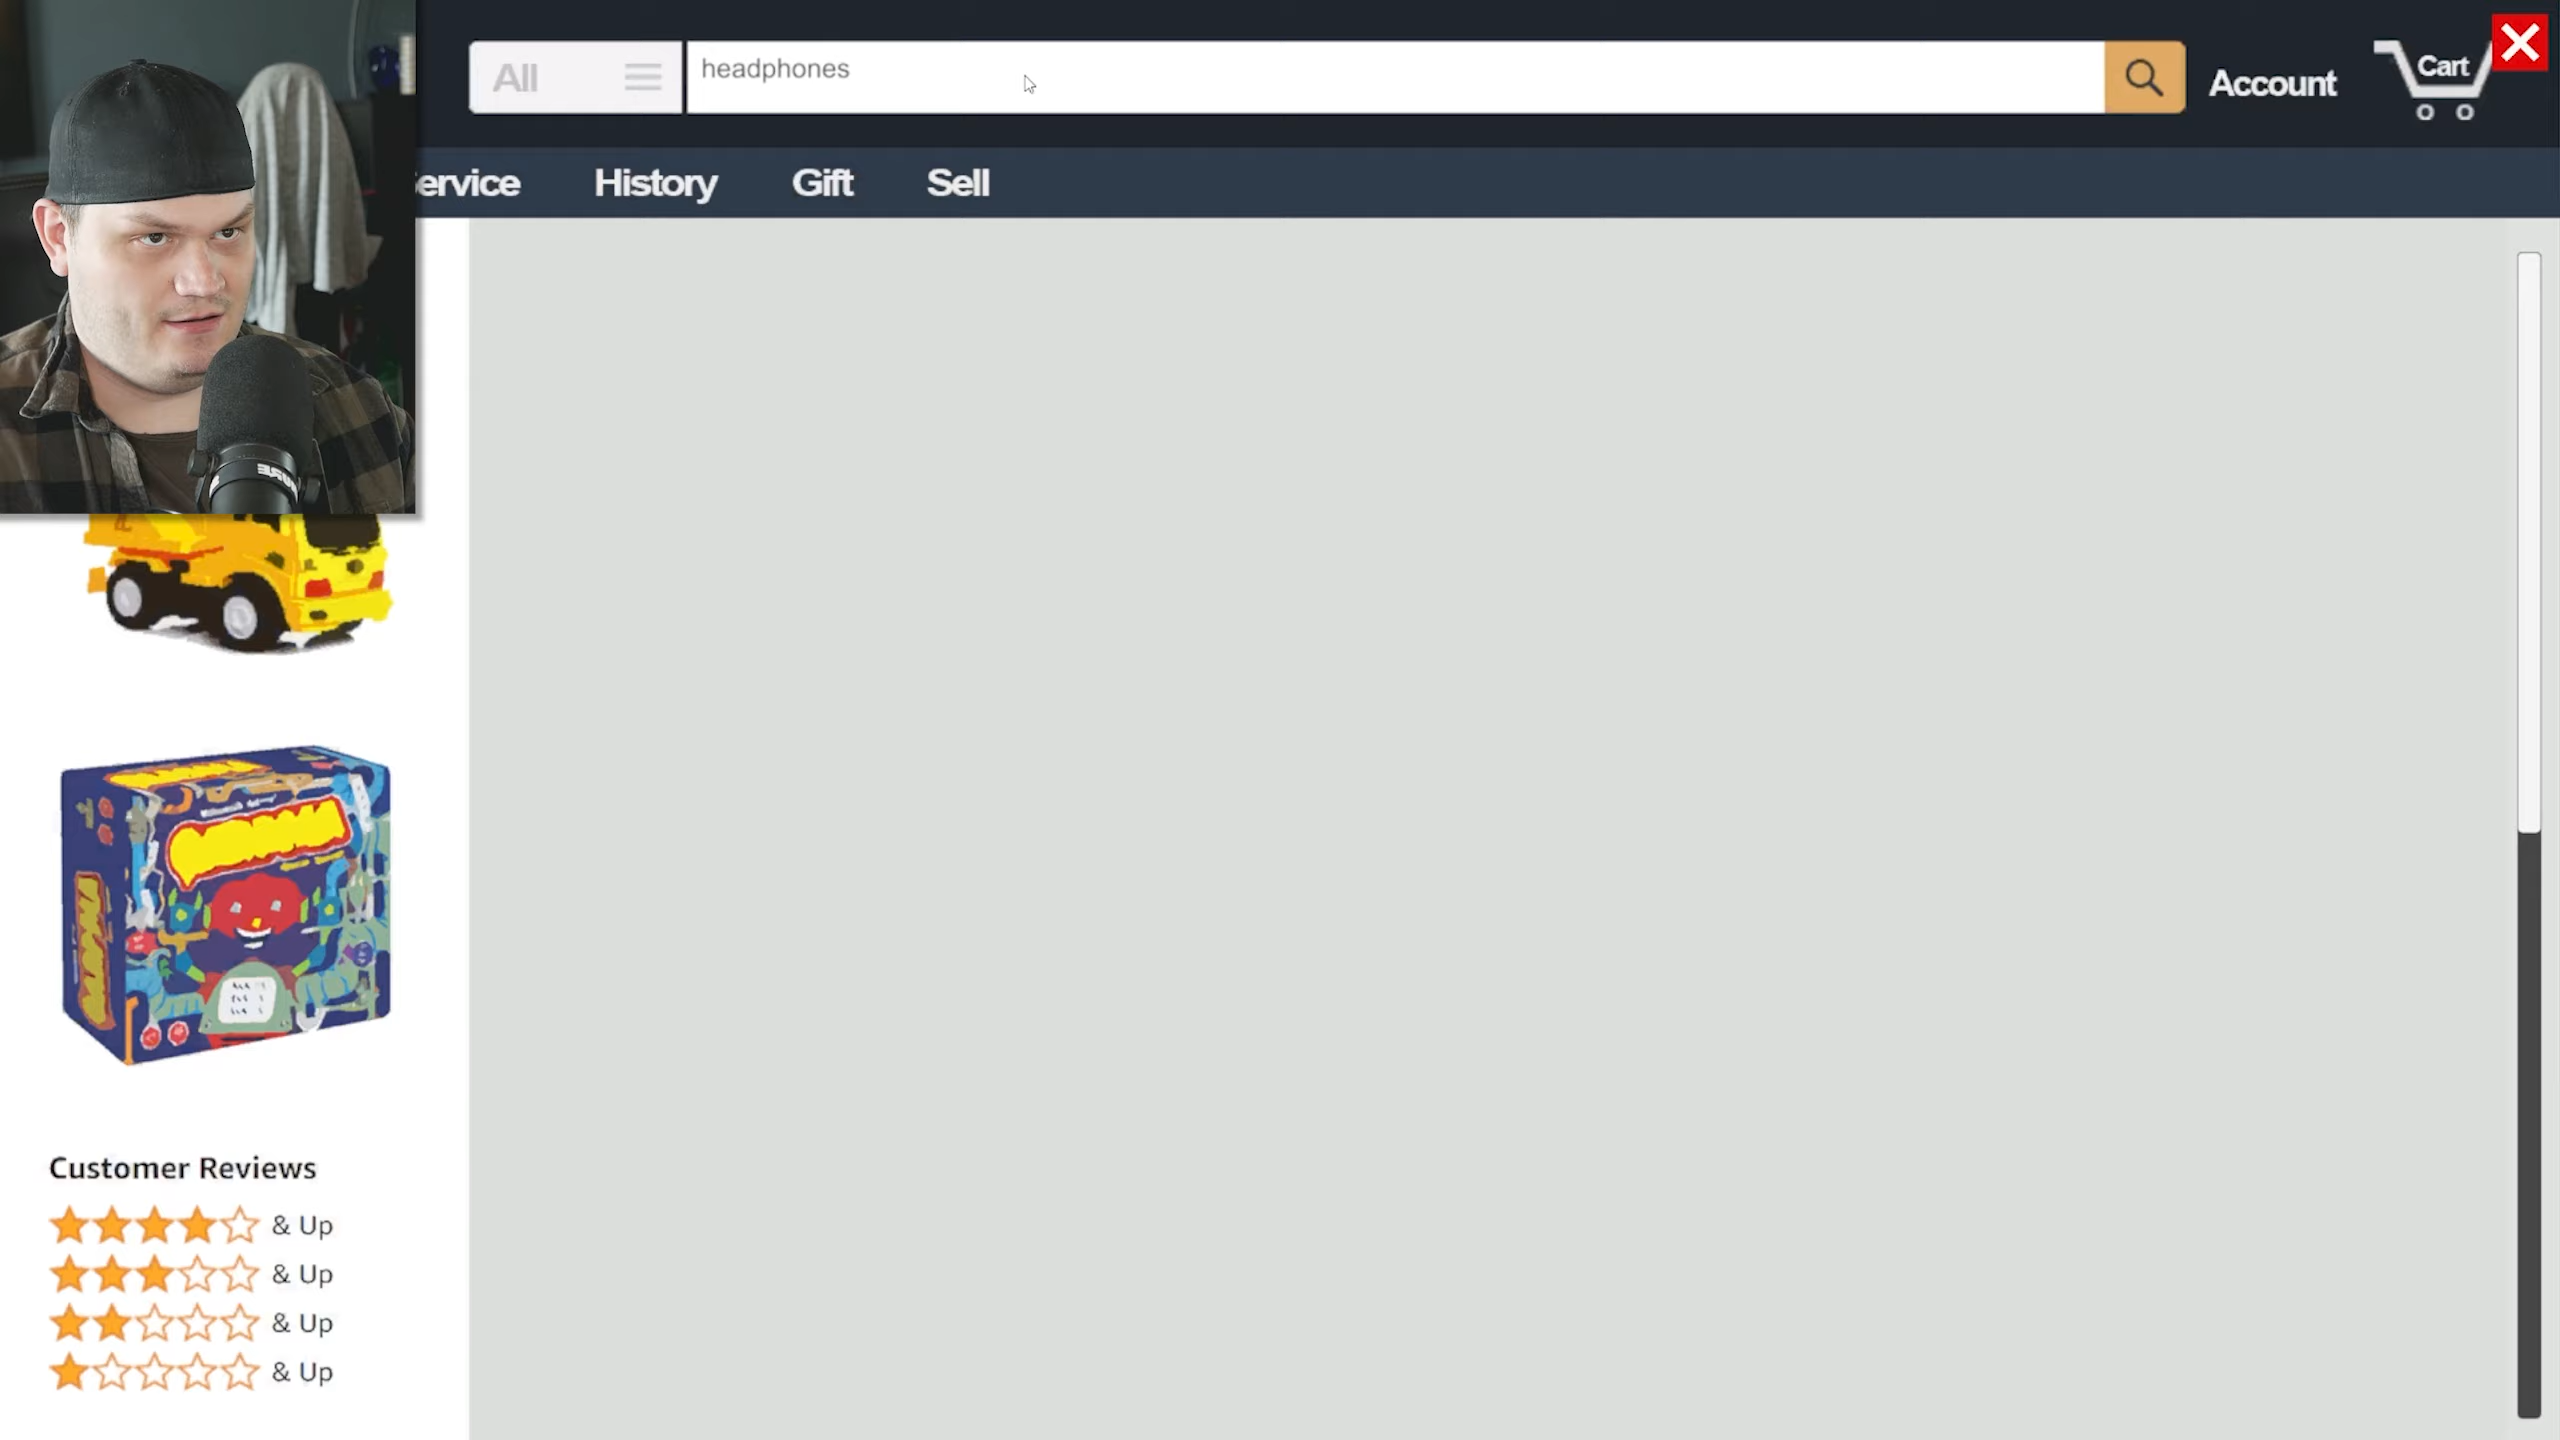 All
headphones
Account
Cart
ervice
History
Gift
Sell
Customer Reviews
& Up
& Up
& Up
& Up